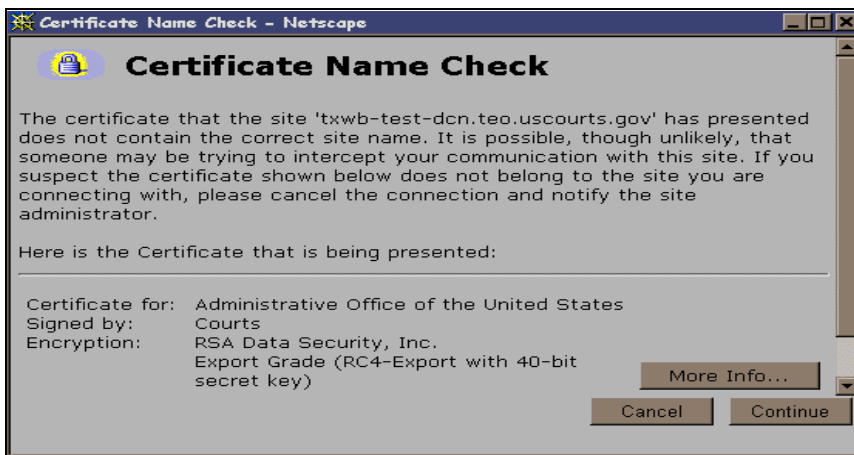 Certificate Name Check - Netscape
Certificate Name Check
The certificate that the site 'txwb-test-dcn.teo.uscourts.gov' has presented
does not contain the correct site name. It is possible, though unlikely, that
someone may be trying to intercept your communication with this site. If you
suspect the certificate shown below does not belong to the site you are
connecting with, please cancel the connection and notify the site
administrator.
Here is the Certificate that is being presented:
Certificate for: Administrative Office of the United States
Signed by: Courts
Encryption: RSA Data Security, Inc.
Export Grade (RC4-Export with 40-bit
secret key)
More Info...
Cancel Continue